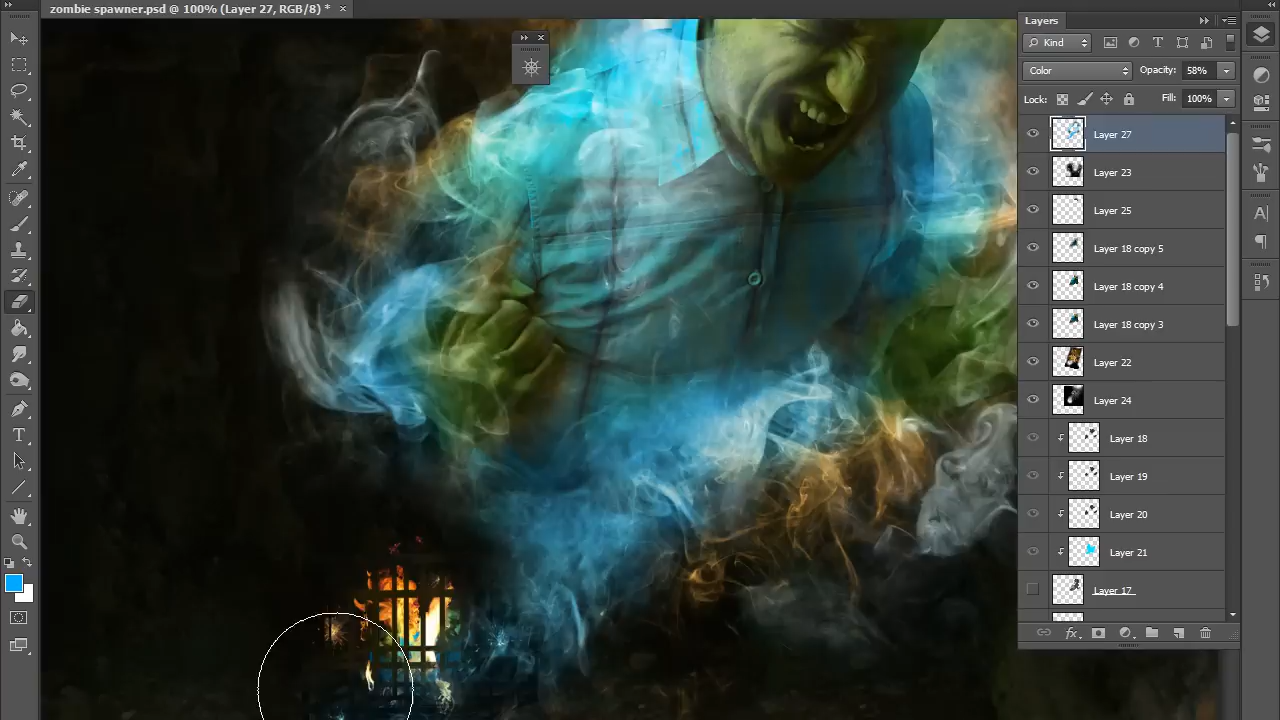 zombie spawner.psd @ 100% (Layer 27, RGB/8) *
Layers
Kind
Color
Opacity: 58%
Lock:
Fill: 100%
Layer 27
Layer 23
Layer 25
Layer 18 copy 5
Layer 18 copy 4
Layer 18 copy 3
Layer 22
Layer 24
Layer 18
Layer 19
Layer 20
Layer 21
Layer 17